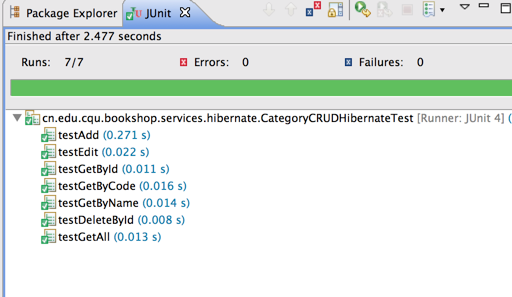 Package Explorer JUnit
Finished after 2.477 seconds
Runs: 7/7 Errors: 0 Failures: 0
cn.edu.cqu.bookshop.services.hibernate.CategoryCRUDHibernateTest [Runner: JUnit 4] (
testAdd (0.271 s)
testEdit (0.022 s)
testGetById (0.011 s)
testGetByCode (0.016 s)
testGetByName (0.014 s)
testDeleteById (0.008 s)
testGetAll (0.013 s)